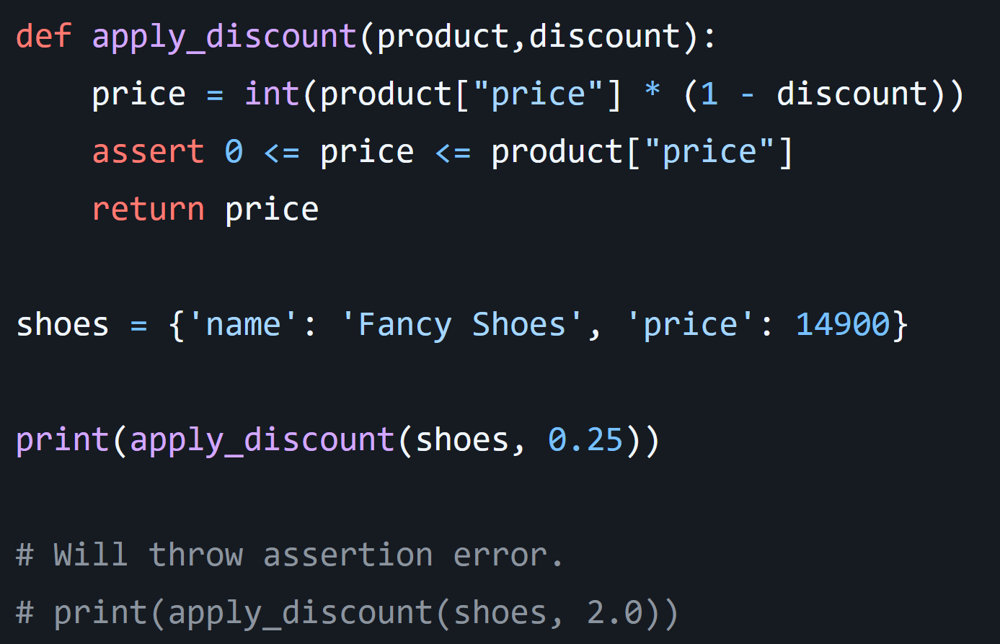 def apply_discount(product,discount):
    price = int(product["price"] * (1 - discount))
    assert 0 <= price <= product["price"]
    return price
shoes = {'name': 'Fancy Shoes', 'price': 14900}
print(apply_discount(shoes, 0.25))
# Will throw assertion error.
# print(apply_discount(shoes, 2.0))